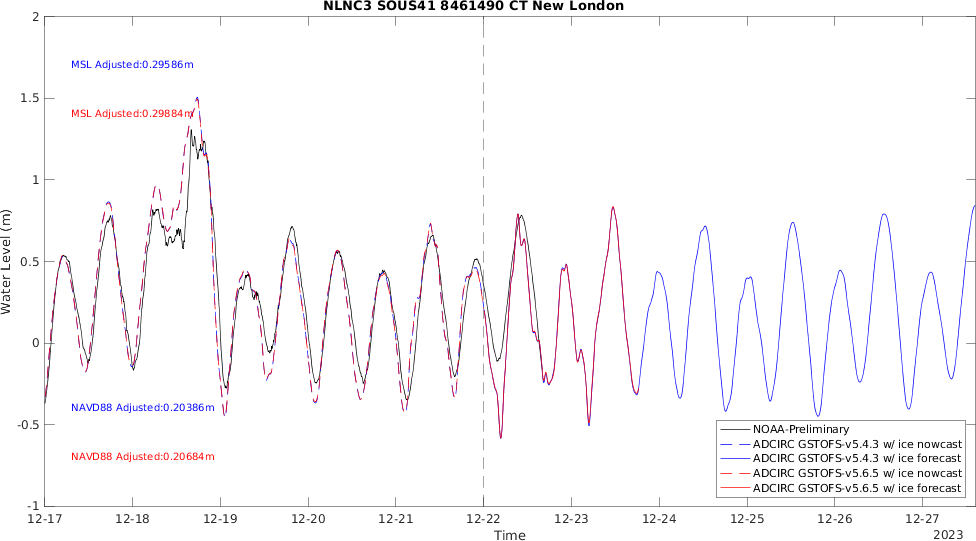 NLNC3 SOUS41 8461490 CT New London
2
1.5
1
0.5
0
-0.5
-1
Water Level (m)
MSL Adjusted:0.29586m
MSL Adjusted:0.29884m
NAVD88 Adjusted:0.20386m
NAVD88 Adjusted:0.20684m
NOAA-Preliminary
ADCIRC GSTOFS-v5.4.3 w/ ice nowcast
ADCIRC GSTOFS-v5.4.3 w/ ice forecast
ADCIRC GSTOFS-v5.6.5 w/ ice nowcast
ADCIRC GSTOFS-v5.6.5 w/ ice forecast
12-17 12-18 12-19 12-20 12-21 12-22 12-23 12-24 12-25 12-26 12-27
Time
2023